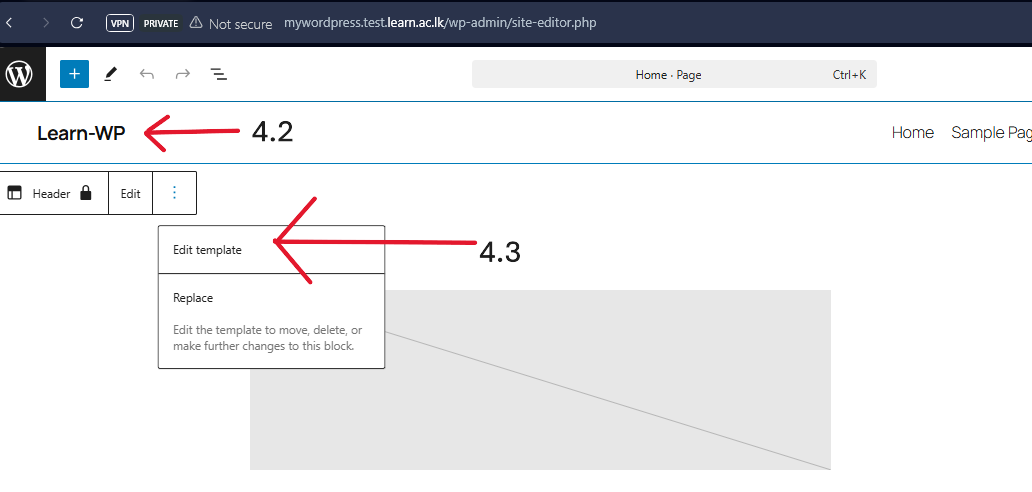 VPN PRIVATE Not secure mywordpress.test.learn.ac.lk/wp-admin/site-editor.php
Home · Page Ctrl+K
Learn-WP 4.2 Home Sample Pag
Header Edit
Edit template
4.3
Replace
Edit the template to move, delete, or
make further changes to this block.